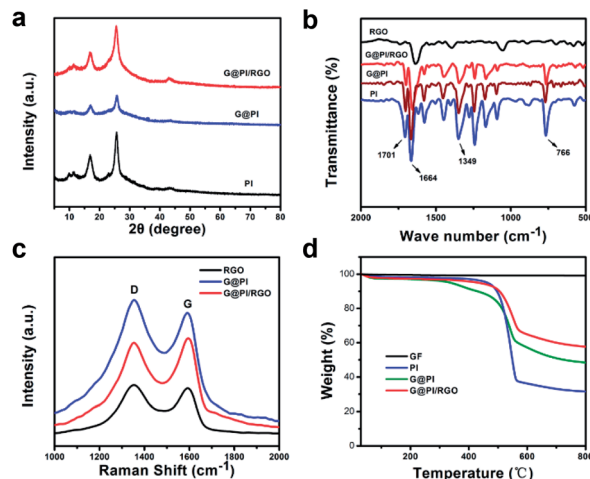 a
Intensity (a.u.)
G@PI/RGO
G@PI
PI
10 20 30 40 50 60 70 80
2θ (degree)
b
Transmittance (%)
RGO
G@PI/RGO
G@PI
PI
1701
1664
1349
766
2000 1500 1000 500
Wave number (cm-1)
c
Intensity (a.u.)
D
G
RGO
G@PI
G@PI/RGO
1000 1200 1400 1600 1800 2000
Raman Shift (cm-1)
d
Weight (%)
100
80
60
40
20
0
GF
PI
G@PI
G@PI/RGO
200 400 600 800
Temperature (℃)